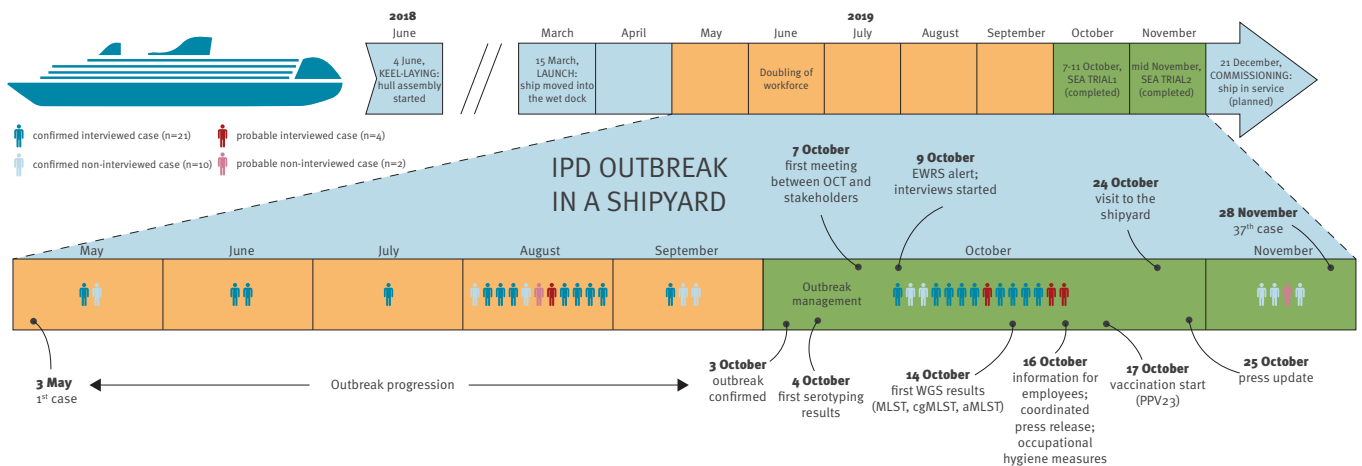 2018
2019
June
March
April
May
June
July
August
September
October
November
4 June,
KEEL-LAYING:
hull assembly
started
15 March,
LAUNCH:
ship moved into
the wet dock
Doubling of
workforce
7-11 October,
SEA TRIAL1
(completed)
mid November,
SEA TRIAL2
(completed)
21 December,
COMMISSIONING:
ship in service
(planned)
confirmed interviewed case (n=21)
probable interviewed case (n=4)
confirmed non-interviewed case (n=10)
probable non-interviewed case (n=2)
IPD OUTBREAK
IN A SHIPYARD
7 October
first meeting
between OCT and
stakeholders
9 October
EWRS alert;
interviews started
24 October
visit to the
shipyard
28 November
37th case
May
June
July
August
September
October
November
Outbreak
management
3 May
1st case
Outbreak progression
3 October
outbreak
confirmed
4 October
first serotyping
results
14 October
first WGS results
(MLST, cgMLST, aMLST)
16 October
information for
employees;
coordinated
press release;
occupational
hygiene measures
17 October
vaccination start
(PPV23)
25 October
press update